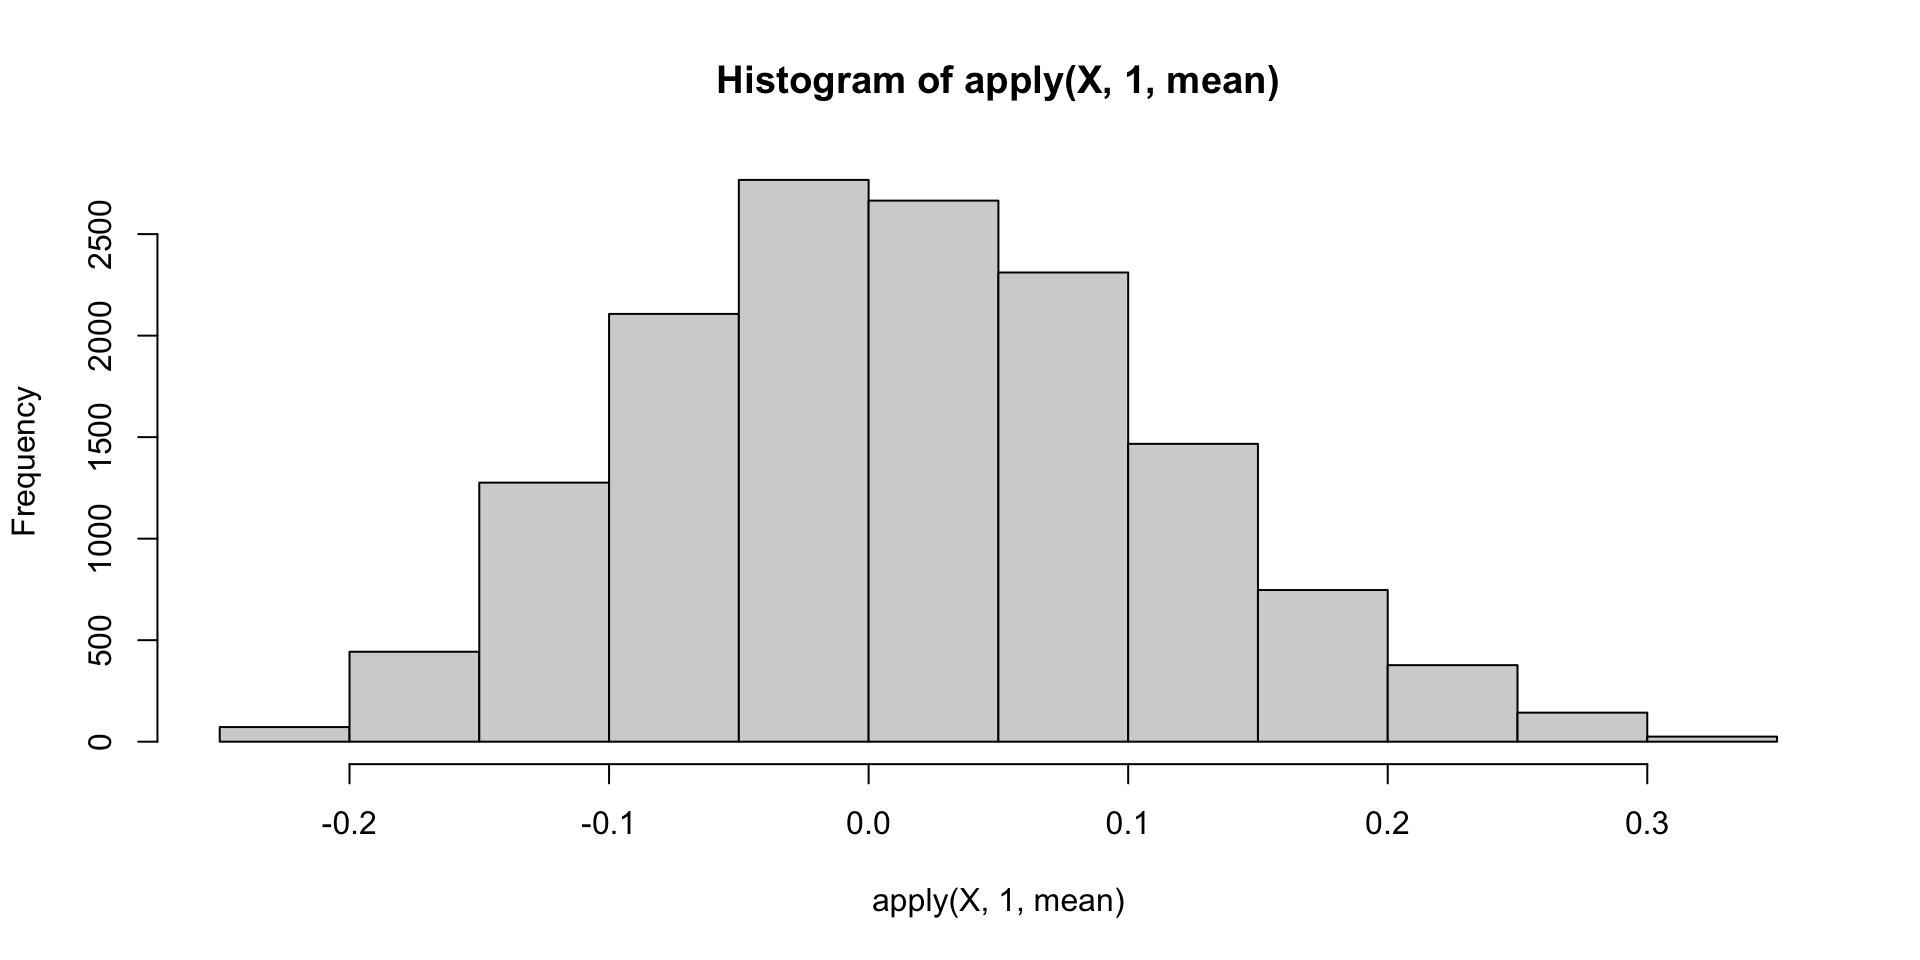 Histogram of apply(X, 1, mean)
Frequency
2500
2000
1500
1000
500
0
-0.2 -0.1 0.0 0.1 0.2 0.3
apply(X, 1, mean)